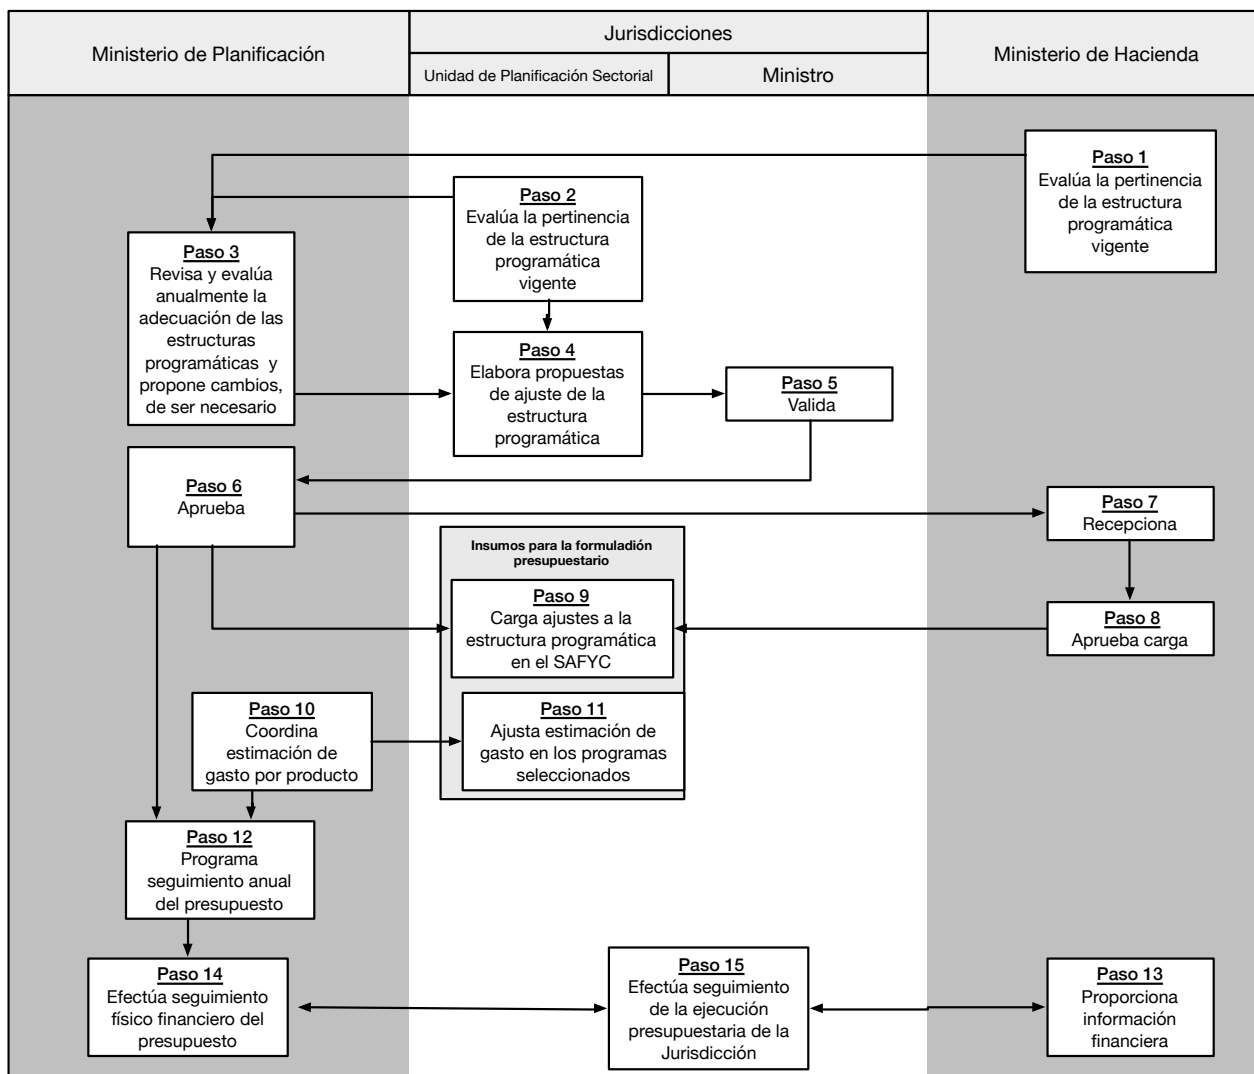 Ministerio de Planificación
Jurisdicciones
Unidad de Planificación Sectorial
Ministro
Ministerio de Hacienda
Paso 1
Evalúa la pertinencia
de la estructura
programática
vigente
Paso 2
Evalúa la pertinencia
de la estructura
programática
vigente
Paso 3
Revisa y evalúa
anualmente la
adecuación de las
estructuras
programáticas y
propone cambios,
de ser necesario
Paso 4
Elabora propuestas
de ajuste de la
estructura
programática
Paso 5
Valida
Paso 6
Aprueba
Paso 7
Recepciona
Paso 8
Aprueba carga
Insumos para la formuladión
presupuestario
Paso 9
Carga ajustes a la
estructura programática
en el SAFYC
Paso 10
Coordina
estimación de
gasto por producto
Paso 11
Ajusta estimación de
gasto en los programas
seleccionados
Paso 12
Programa
seguimiento anual
del presupuesto
Paso 14
Efectúa seguimiento
físico financiero del
presupuesto
Paso 15
Efectúa seguimiento
de la ejecución
presupuestaria de la
Jurisdicción
Paso 13
Proporciona
información
financiera